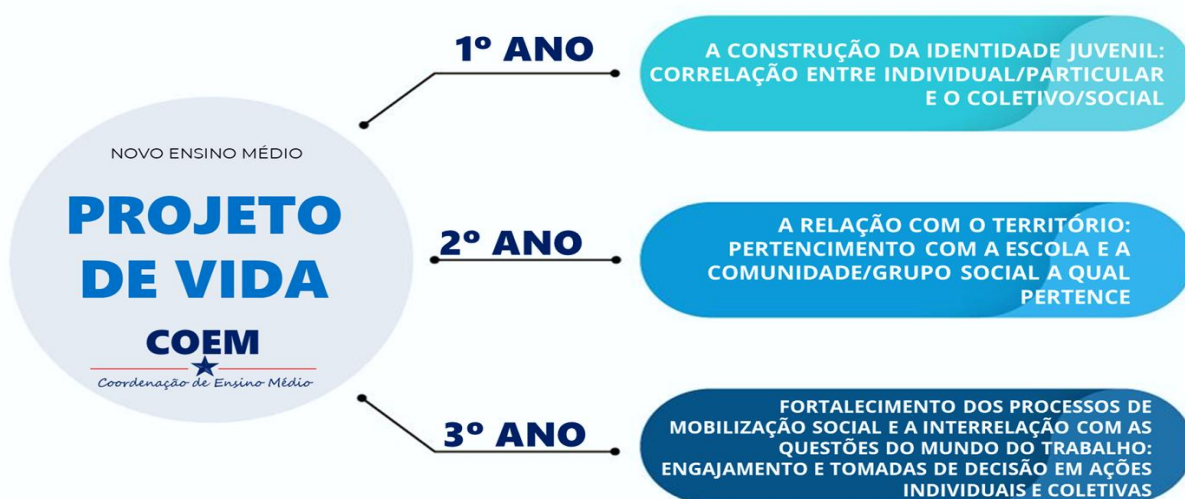 NOVO ENSINO MÉDIO
PROJETO
DE VIDA
COEM
Coordenação de Ensino Médio
1º ANO
A CONSTRUÇÃO DA IDENTIDADE JUVENIL:
CORRELAÇÃO ENTRE INDIVIDUAL/PARTICULAR
E O COLETIVO/SOCIAL
2º ANO
A RELAÇÃO COM O TERRITÓRIO:
PERTENCIMENTO COM A ESCOLA E A
COMUNIDADE/GRUPO SOCIAL A QUAL
PERTENCE
3º ANO
FORTALECIMENTO DOS PROCESSOS DE
MOBILIZAÇÃO SOCIAL E A INTERRELAÇÃO COM AS
QUESTÕES DO MUNDO DO TRABALHO:
ENGAJAMENTO E TOMADAS DE DECISÃO EM AÇÕES
INDIVIDUAIS E COLETIVAS